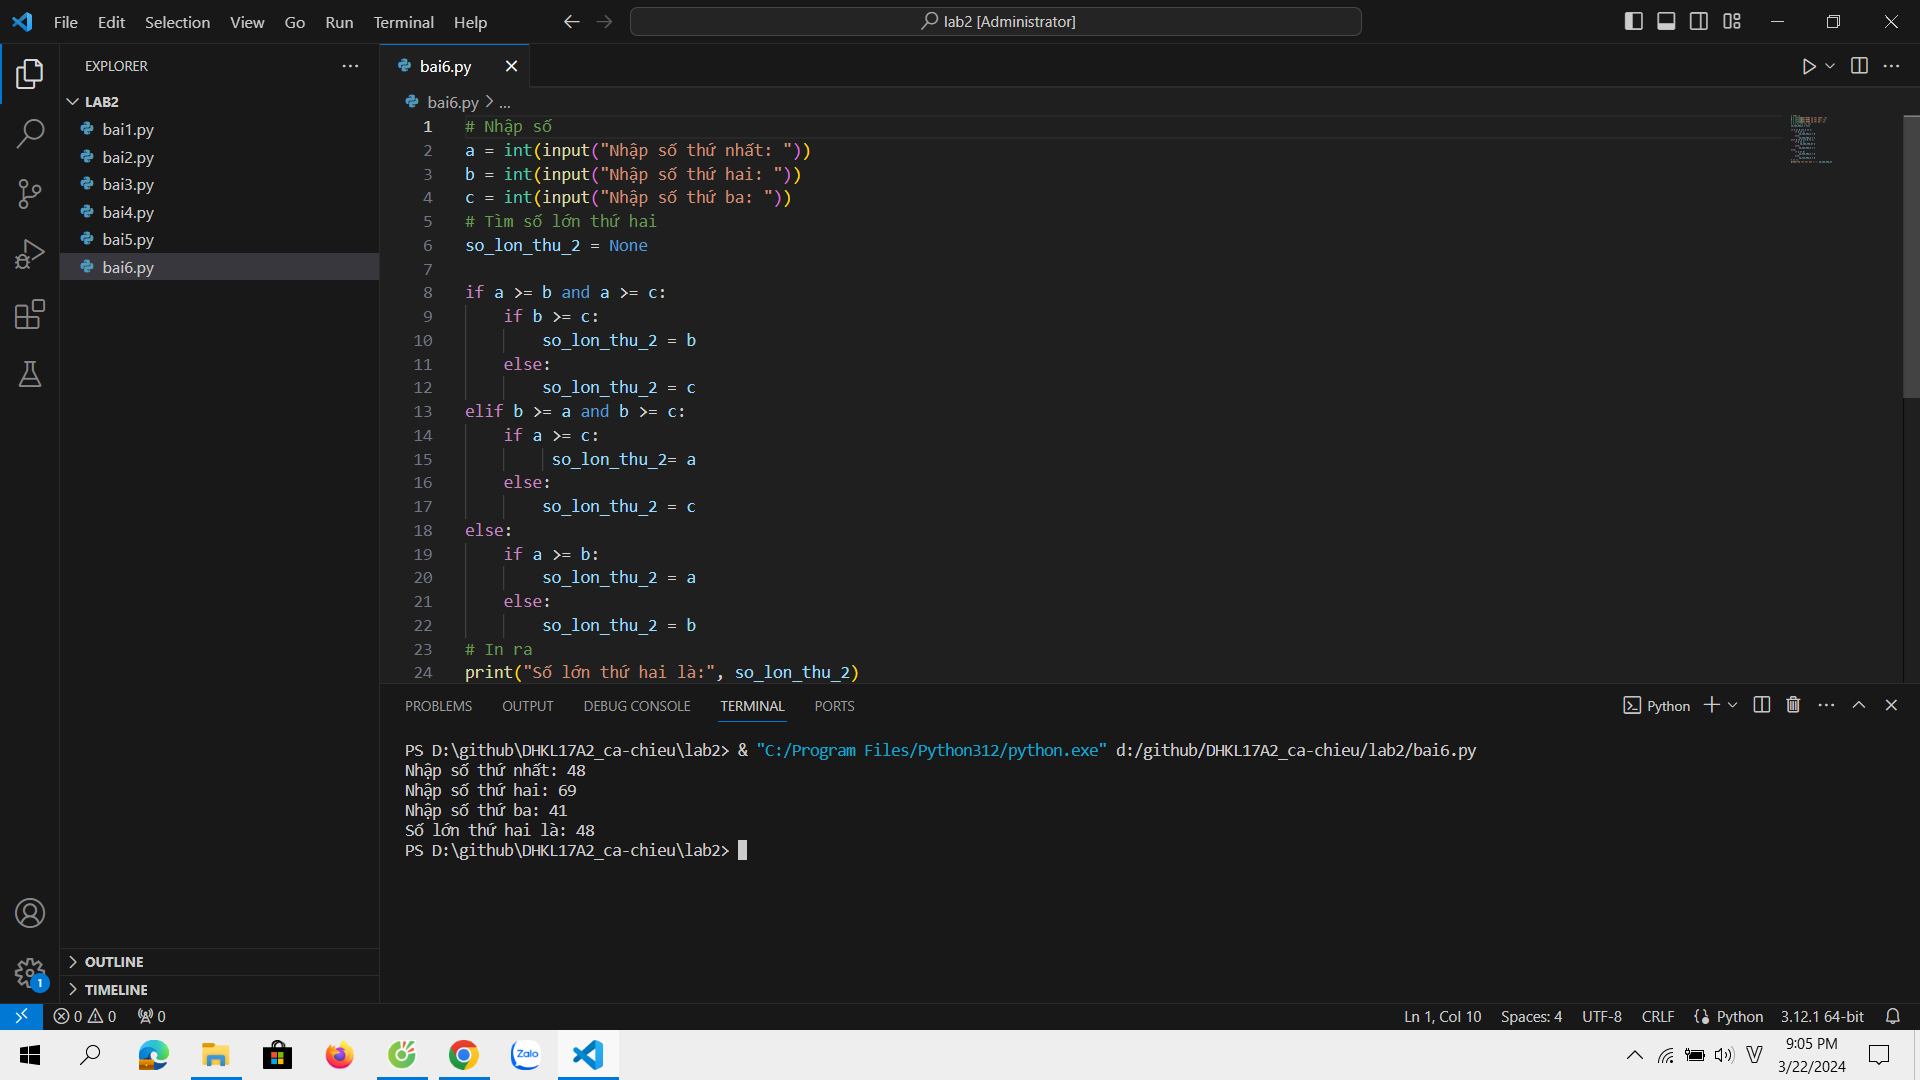 File Edit Selection View Go Run Terminal Help
lab2 [Administrator]
EXPLORER
LAB2
bai1.py
bai2.py
bai3.py
bai4.py
bai5.py
bai6.py
OUTLINE
TIMELINE
bai6.py
bai6.py > ...
1 # Nhập số
2 a = int(input("Nhập số thứ nhất: "))
3 b = int(input("Nhập số thứ hai: "))
4 c = int(input("Nhập số thứ ba: "))
5 # Tìm số lớn thứ hai
6 so_lon_thu_2 = None
7
8 if a >= b and a >= c:
9     if b >= c:
10         so_lon_thu_2 = b
11     else:
12         so_lon_thu_2 = c
13 elif b >= a and b >= c:
14     if a >= c:
15          so_lon_thu_2= a
16     else:
17         so_lon_thu_2 = c
18 else:
19     if a >= b:
20         so_lon_thu_2 = a
21     else:
22         so_lon_thu_2 = b
23 # In ra
24 print("Số lớn thứ hai là:", so_lon_thu_2)
PROBLEMS OUTPUT DEBUG CONSOLE TERMINAL PORTS
Python
PS D:\github\DHKL17A2_ca-chieu\lab2> & "C:/Program Files/Python312/python.exe" d:/github/DHKL17A2_ca-chieu/lab2/bai6.py
Nhập số thứ nhất: 48
Nhập số thứ hai: 69
Nhập số thứ ba: 41
Số lớn thứ hai là: 48
PS D:\github\DHKL17A2_ca-chieu\lab2>
1
0 0 0
Ln 1, Col 10 Spaces: 4 UTF-8 CRLF Python 3.12.1 64-bit
Zalo
V
9:05 PM
3/22/2024